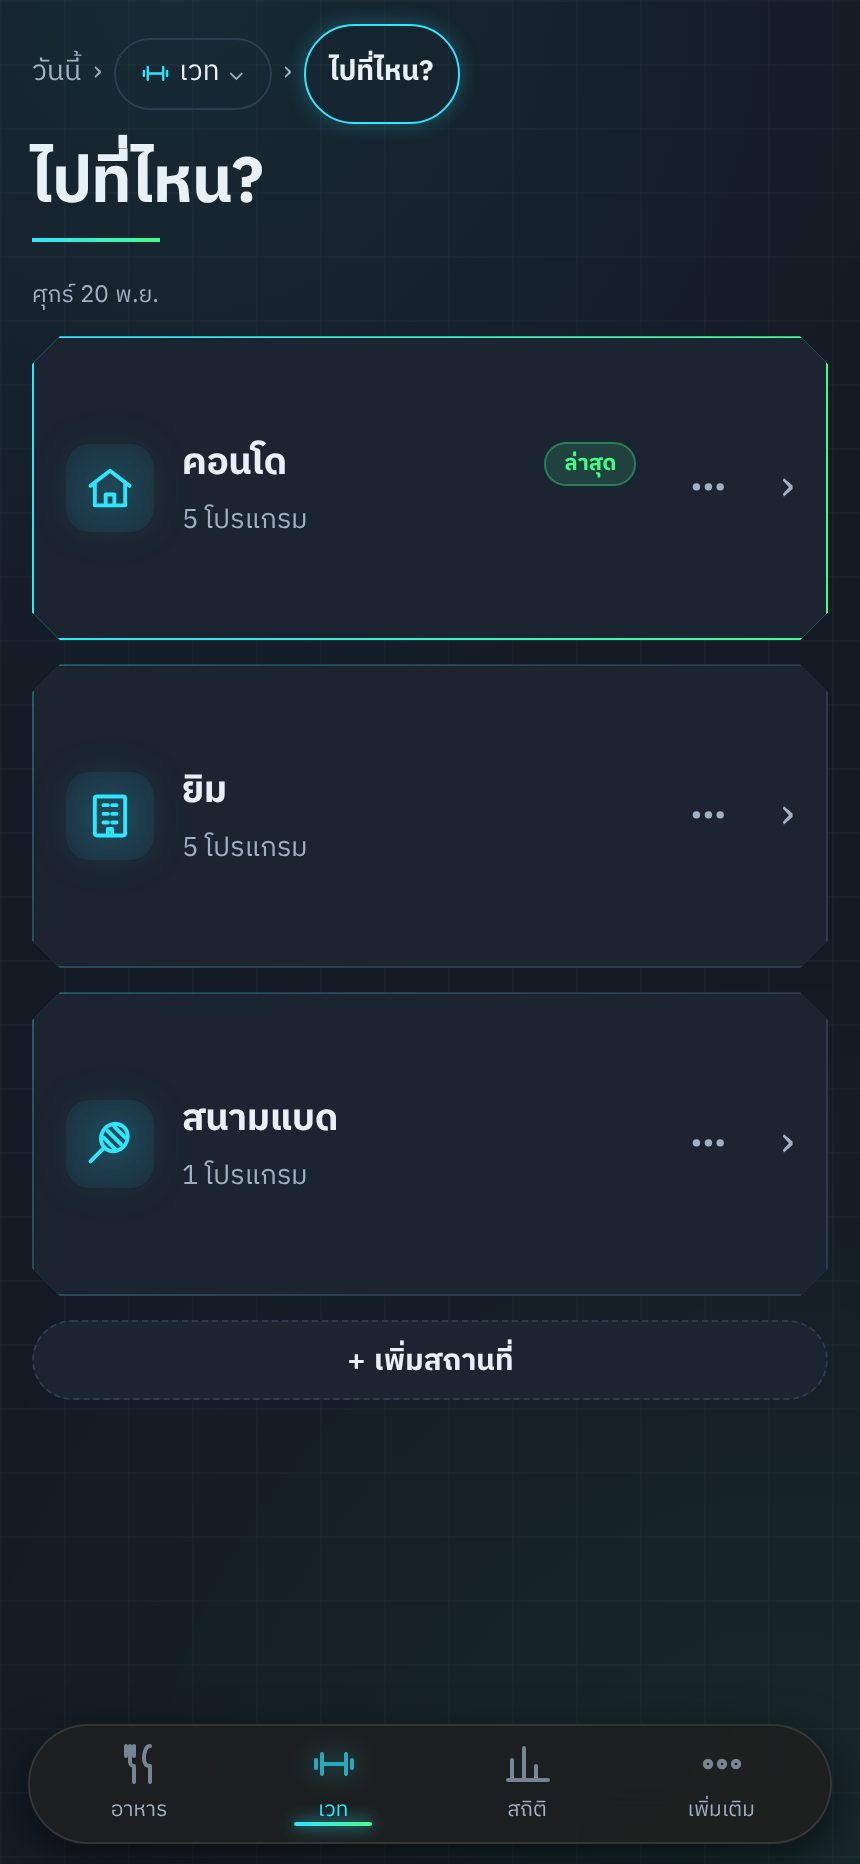 วันนี้ › เวท › ไปที่ไหน?
ไปที่ไหน?
ศุกร์ 20 พ.ย.
คอนโด
ล่าสุด
5 โปรแกรม
ยิม
5 โปรแกรม
สนามแบด
1 โปรแกรม
+ เพิ่มสถานที่
อาหาร เวท สถิติ เพิ่มเติม